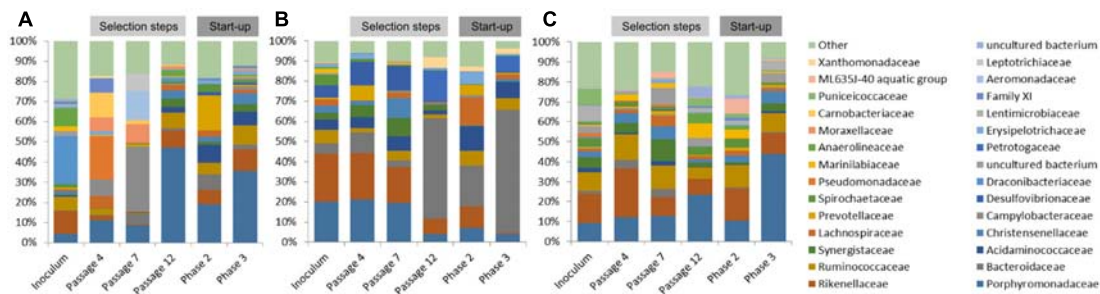 A
Selection steps
Start-up
100%
90%
80%
70%
60%
50%
40%
30%
20%
10%
0%
Inoculum
Passage 4
Passage 7
Passage 12
Phase 2
Phase 3
B
Selection steps
Start-up
100%
90%
80%
70%
60%
50%
40%
30%
20%
10%
0%
Inoculum
Passage 4
Passage 7
Passage 12
Phase 2
Phase 3
C
Selection steps
Start-up
100%
90%
80%
70%
60%
50%
40%
30%
20%
10%
0%
Inoculum
Passage 4
Passage 7
Passage 12
Phase 2
Phase 3
Other
Xanthomonadaceae
ML635J-40 aquatic group
Puniceicoccaceae
Carnobacteriaceae
Moraxellaceae
Anaerolineaceae
Marinilabiaceae
Pseudomonadaceae
Spirochaetaceae
Prevotellaceae
Lachnospiraceae
Synergistaceae
Ruminococcaceae
Rikenellaceae
uncultured bacterium
Leptotrichiaceae
Aeromonadaceae
Family XI
Lentimicrobiaceae
Erysipelotrichaceae
Petrotogaceae
uncultured bacterium
Draconibacteriaceae
Desulfovibrionaceae
Campylobacteraceae
Christensenellaceae
Acidaminococcaceae
Bacteroidaceae
Porphyromonadaceae